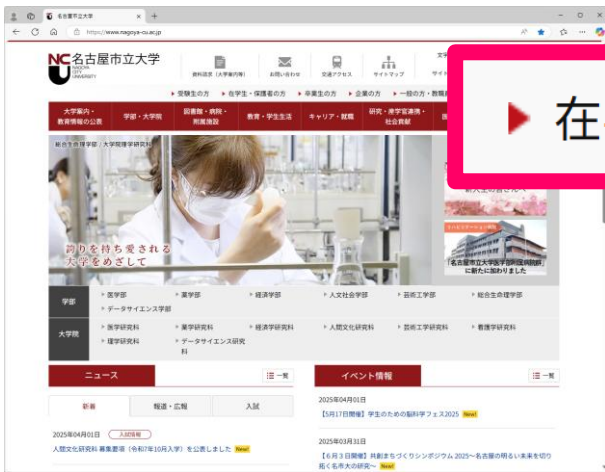 名古屋市立大学
https://www.nagoya-cu.ac.jp
NCU 名古屋市立大学
NAGOYA CITY UNIVERSITY
資料請求（大学案内等）
お問い合わせ
交通アクセス
サイトマップ
▶ 受験生の方 ▶ 在学生・保護者の方 ▶ 卒業生の方 ▶ 企業の方 ▶ 一般の方・
大学案内・教育情報の公表
学部・大学院
図書館・病院・附属施設
教育・学生生活
キャリア・就職
研究・産学官連携・社会貢献
▶ 在
総合生命理学部／大学院理学研究科
誇りを持ち愛される
大学をめざして
「名古屋市立大学医学部附属病院群」
に新たに加わりました
学部
医学部 薬学部 経済学部 人文社会学部 芸術工学部 総合生命理学部
データサイエンス学部
大学院
医学研究科 薬学研究科 経済学研究科 人間文化研究科 芸術工学研究科 看護学研究科
理学研究科 データサイエンス研究科
ニュース
一覧
イベント情報
一覧
新着 報道・広報 入試
2025年04月01日 入試情報
人間文化研究科 募集要項（令和7年10月入学）を公表しました New!
2025年04月01日
【5月17日開催】学生のための脳科学フェス2025 New!
2025年03月31日
【６月３日開催】共創まちづくりシンポジウム 2025～名古屋の明るい未来を切り
拓く名市大の研究～ New!